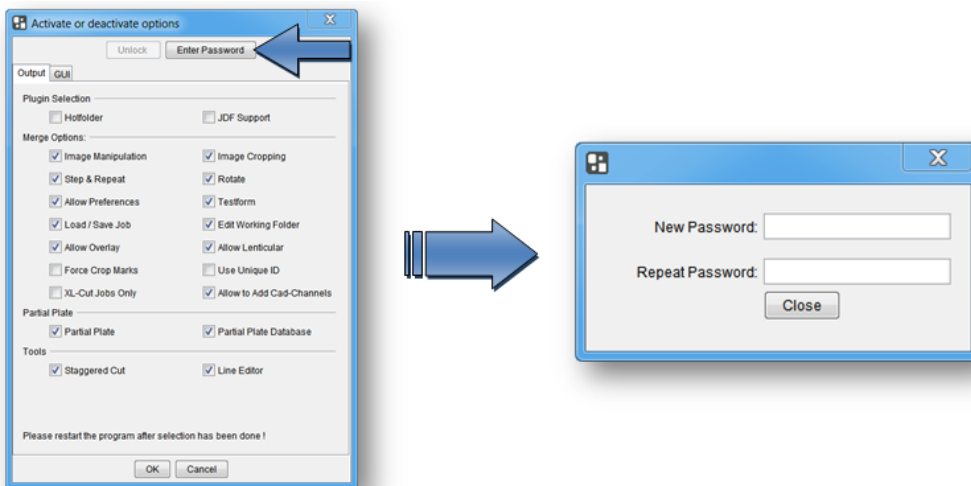 Activate or deactivate options
Unlock Enter Password
Output GUI
Plugin Selection
Hotfolder JDF Support
Merge Options:
Image Manipulation Image Cropping
Step & Repeat Rotate
Allow Preferences Testform
Load / Save Job Edit Working Folder
Allow Overlay Allow Lenticular
Force Crop Marks Use Unique ID
XL-Cut Jobs Only Allow to Add Cad-Channels
Partial Plate
Partial Plate Partial Plate Database
Tools
Staggered Cut Line Editor
Please restart the program after selection has been done !
OK Cancel
New Password:
Repeat Password:
Close